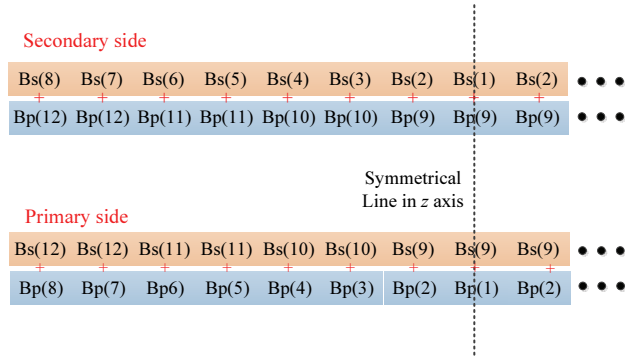 Secondary side
Bs(8) Bs(7) Bs(6) Bs(5) Bs(4) Bs(3) Bs(2) Bs(1) Bs(2)
+ + + + + + + + +
Bp(12) Bp(12) Bp(11) Bp(11) Bp(10) Bp(10) Bp(9) Bp(9) Bp(9)
Symmetrical
Line in z axis
Primary side
Bs(12) Bs(12) Bs(11) Bs(11) Bs(10) Bs(10) Bs(9) Bs(9) Bs(9)
+ + + + + + + + +
Bp(8) Bp(7) Bp6) Bp(5) Bp(4) Bp(3) Bp(2) Bp(1) Bp(2)